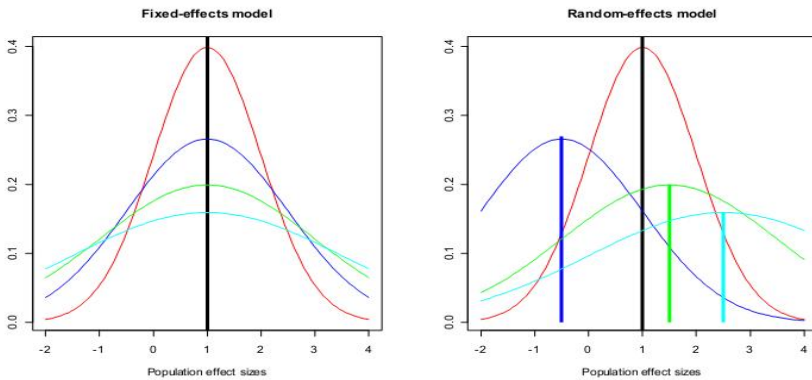 Fixed-effects model
0.4
0.3
0.2
0.1
0.0
-2 -1 0 1 2 3 4
Population effect sizes
Random-effects model
0.4
0.3
0.2
0.1
0.0
-2 -1 0 1 2 3 4
Population effect sizes